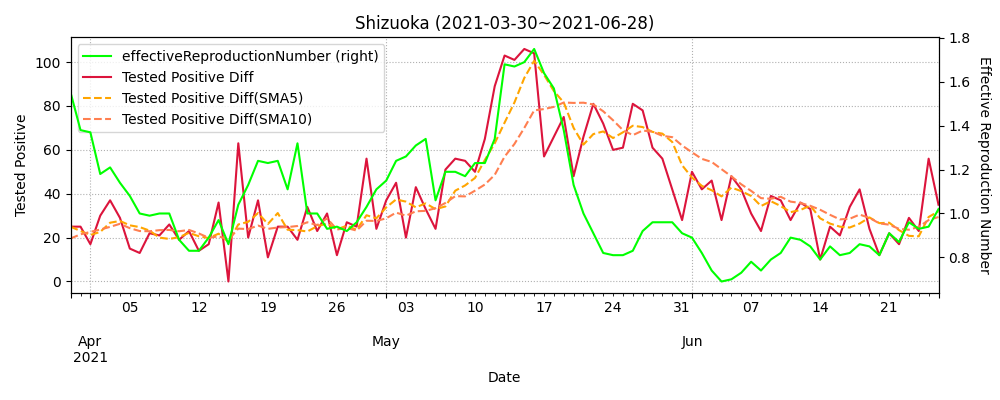 Shizuoka (2021-03-30~2021-06-28)
effectiveReproductionNumber (right)
Tested Positive Diff
Tested Positive Diff(SMA5)
Tested Positive Diff(SMA10)
Tested Positive
100
80
60
40
20
0
1.8
1.6
1.4
1.2
1.0
0.8
Effective Reproduction Number
05 12 19 26 03 10 17 24 31 07 14 21
Apr May Jun
2021
Date